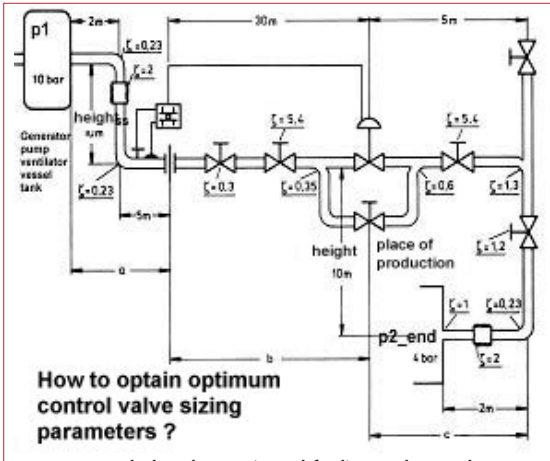 p1
2m
30m
5m
ζ=0,23
ζ=2
10 bar
ζ=5,4
ζ=5,4
height
Generator
pump
ventilator
vessel
tank
ζ=0,23
ζ=0,3
ζ=0,35
ζ=0,6
ζ=1,3
5m
height
10m
place of
production
ζ=1,2
a
ζ=1
ζ=0,23
p2_end
4 bar
ζ=2
b
2m
c
How to optain optimum
control valve sizing
parameters ?